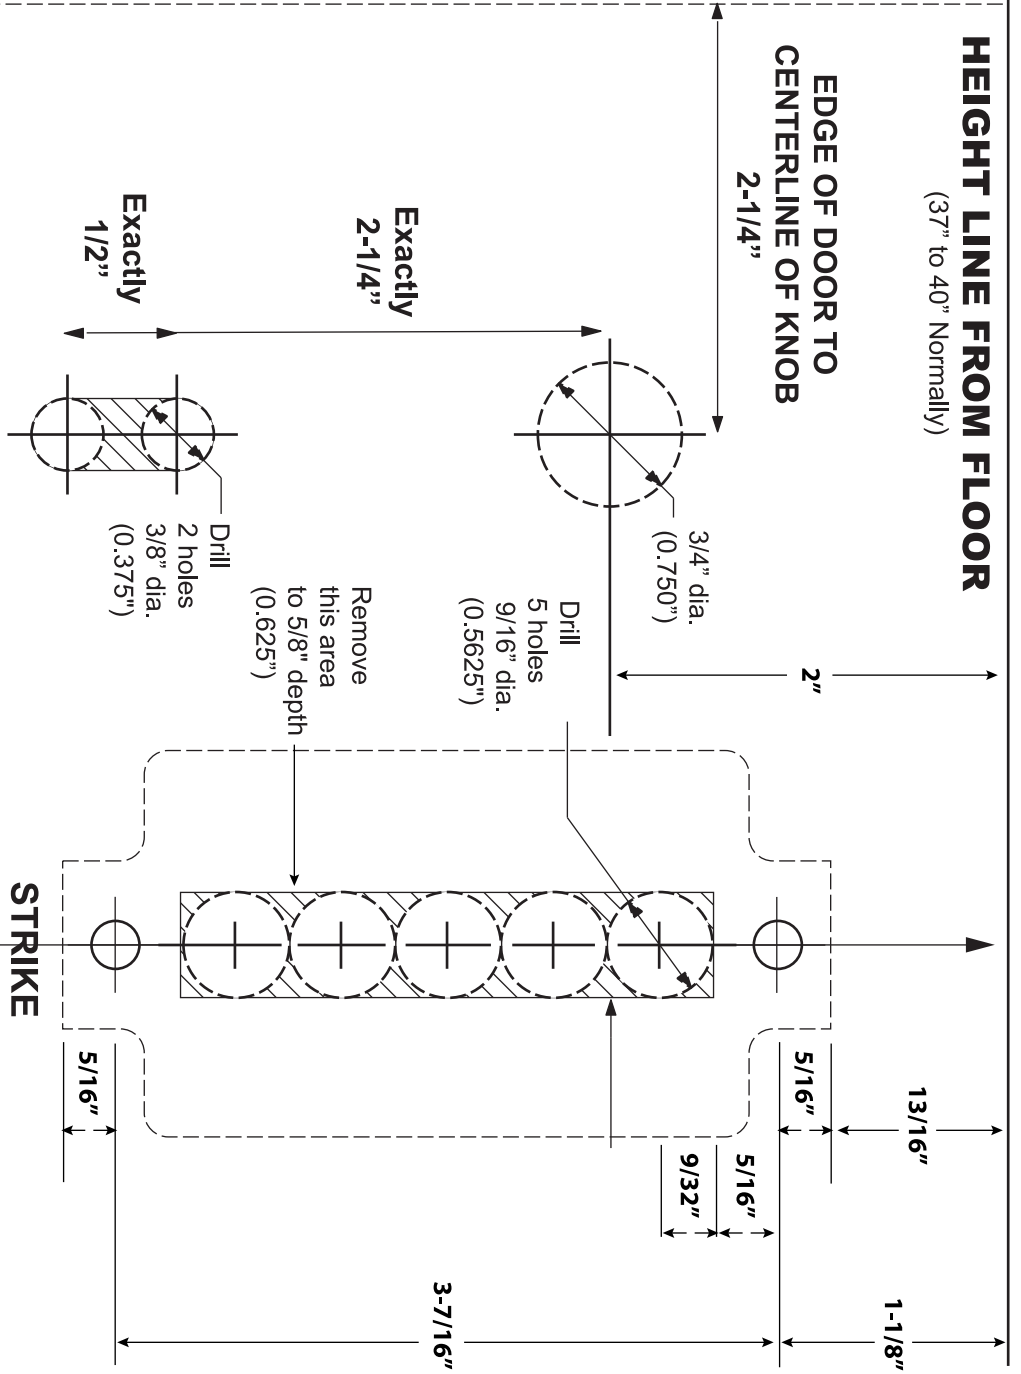 HEIGHT LINE FROM FLOOR
(37” to 40” Normally)
EDGE OF DOOR TO
CENTERLINE OF KNOB
2-1/4”
Exactly
2-1/4”
Exactly
1/2”
3/4” dia.
(0.750”)
2”
Drill
5 holes
9/16” dia.
(0.5625")
Remove
this area
to 5/8" depth
(0.625”)
Drill
2 holes
3/8” dia.
(0.375")
STRIKE
13/16”
5/16”
5/16”
9/32”
5/16”
1-1/8”
3-7/16”